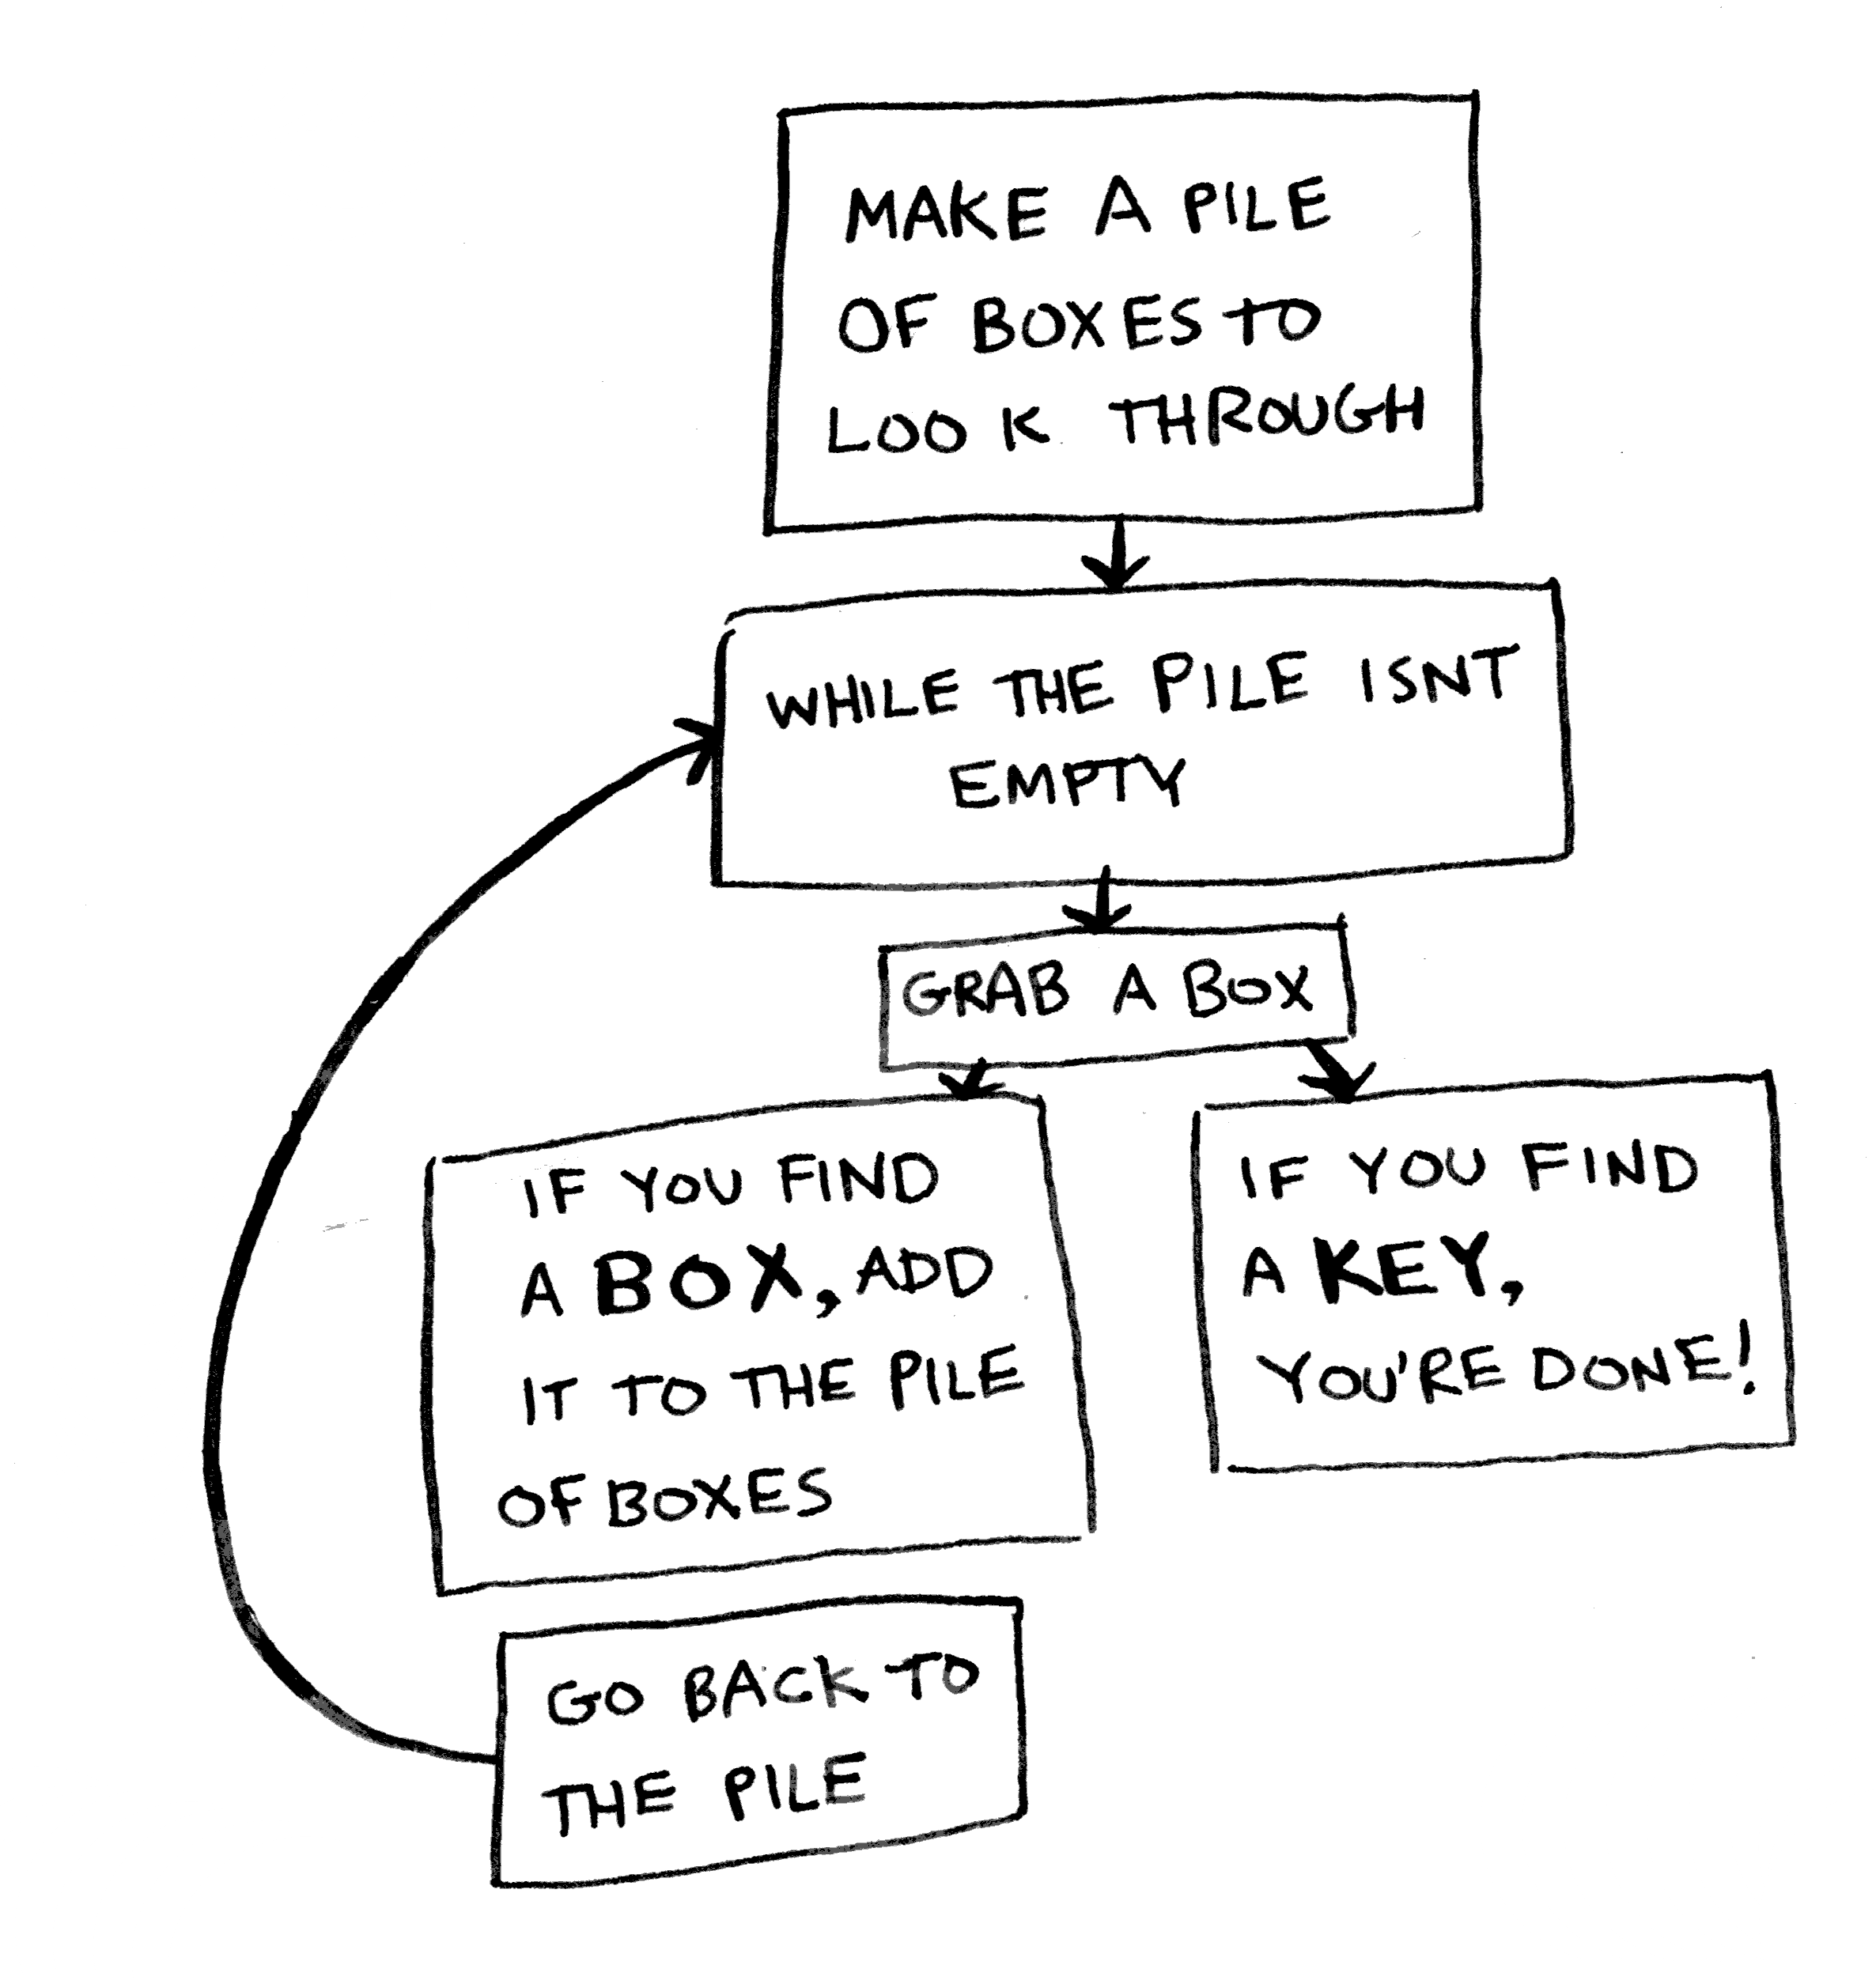 MAKE A PILE
OF BOXES TO
LOOK THROUGH
WHILE THE PILE ISNT
EMPTY
GRAB A BOX
IF YOU FIND
A BOX, ADD
IT TO THE PILE
OF BOXES
IF YOU FIND
A KEY,
YOU'RE DONE!
GO BACK TO
THE PILE